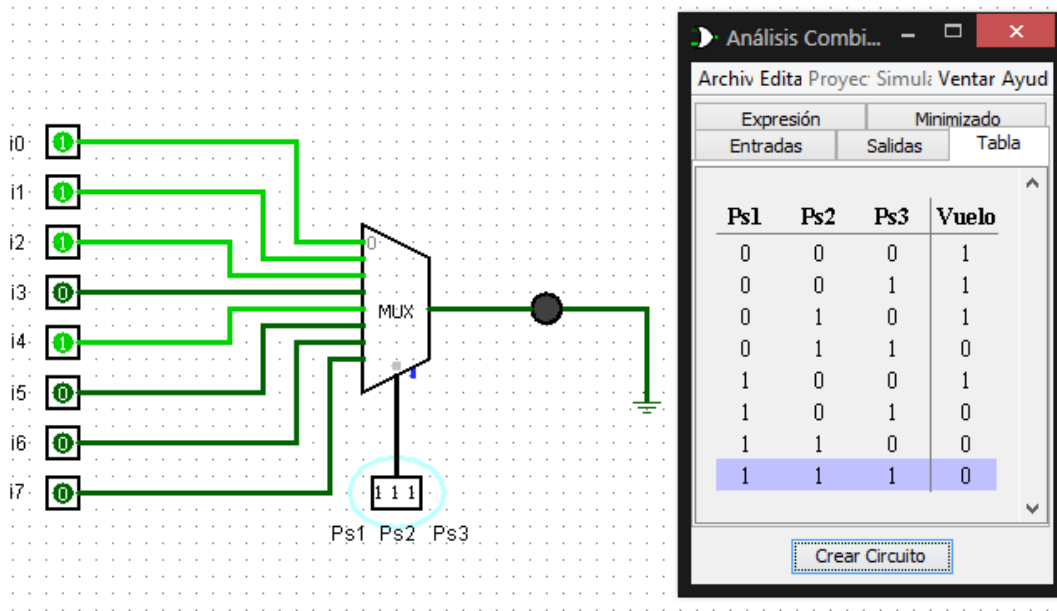 i0 1
i1 1
i2 1
i3 0
i4 1
i5 0
i6 0
i7 0
0
MUX
1 1 1
Ps1 Ps2 Ps3
Análisis Combi...
Archiv Edita Proyec Simula Ventar Ayud
Expresión Minimizado
Entradas Salidas Tabla
Ps1 Ps2 Ps3 Vuelo
0 0 0 1
0 0 1 1
0 1 0 1
0 1 1 0
1 0 0 1
1 0 1 0
1 1 0 0
1 1 1 0
Crear Circuito